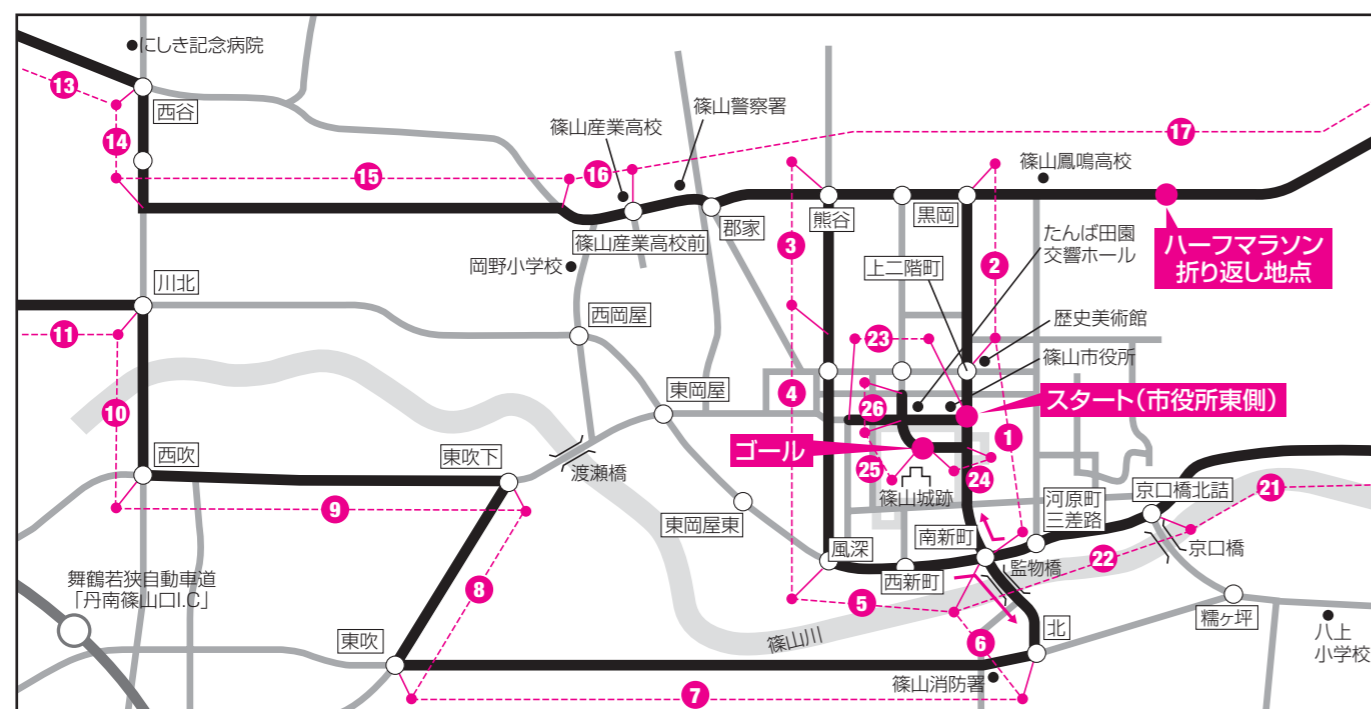 にしき記念病院
13
西谷
14
15
16
17
篠山産業高校
篠山警察署
篠山鳳鳴高校
熊谷
黒岡
郡家
篠山産業高校前
岡野小学校
3
2
たんば田園
交響ホール
ハーフマラソン
折り返し地点
上二階町
川北
11
西岡屋
23
歴史美術館
篠山市役所
10
東岡屋
4
26
スタート（市役所東側）
1
ゴール
西吹
東吹下
渡瀬橋
25
24
篠山城跡
21
9
東岡屋東
河原町
三差路
京口橋北詰
南新町
風深
西新町
監物橋
22
京口橋
舞鶴若狭自動車道
「丹南篠山口I.C」
8
5
篠山川
6
北
糯ヶ坪
八上
小学校
東吹
7
篠山消防署